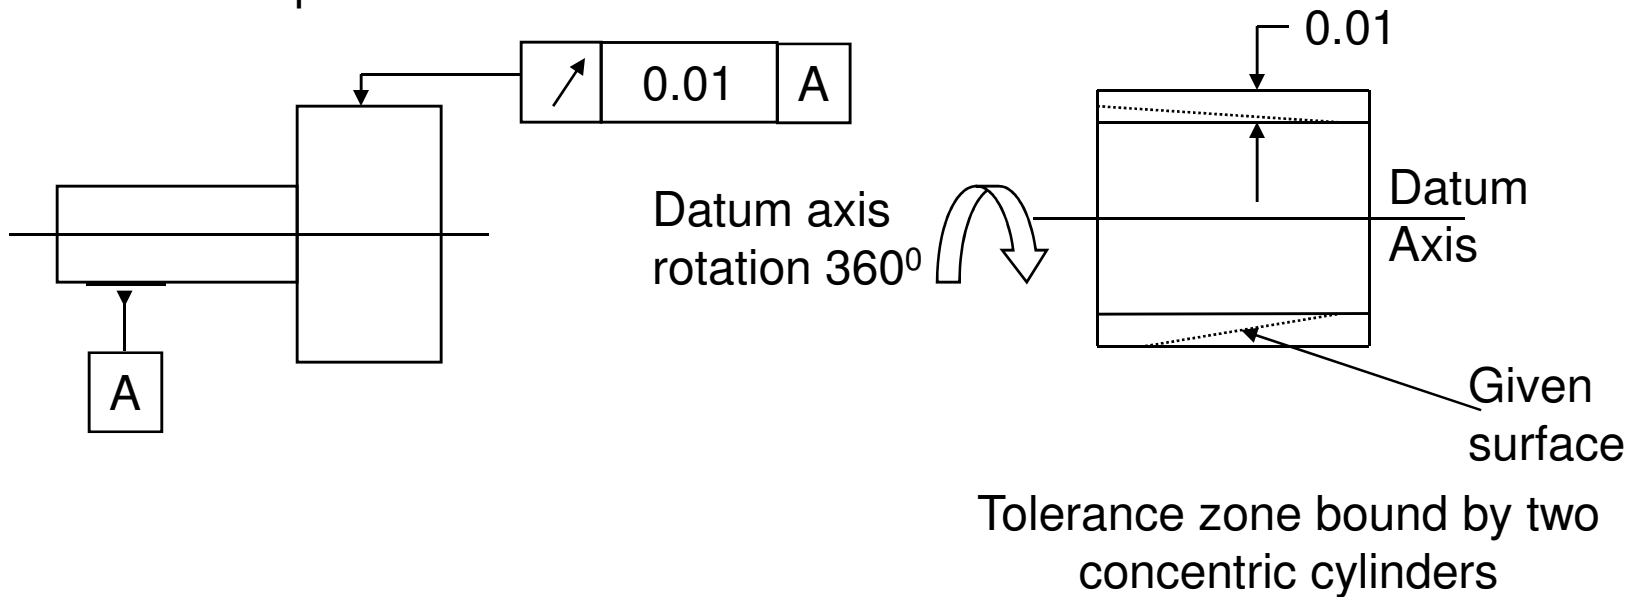 0.01
0.01
A
Datum axis
rotation 360⁰
Datum
Axis
A
Given
surface
Tolerance zone bound by two
concentric cylinders